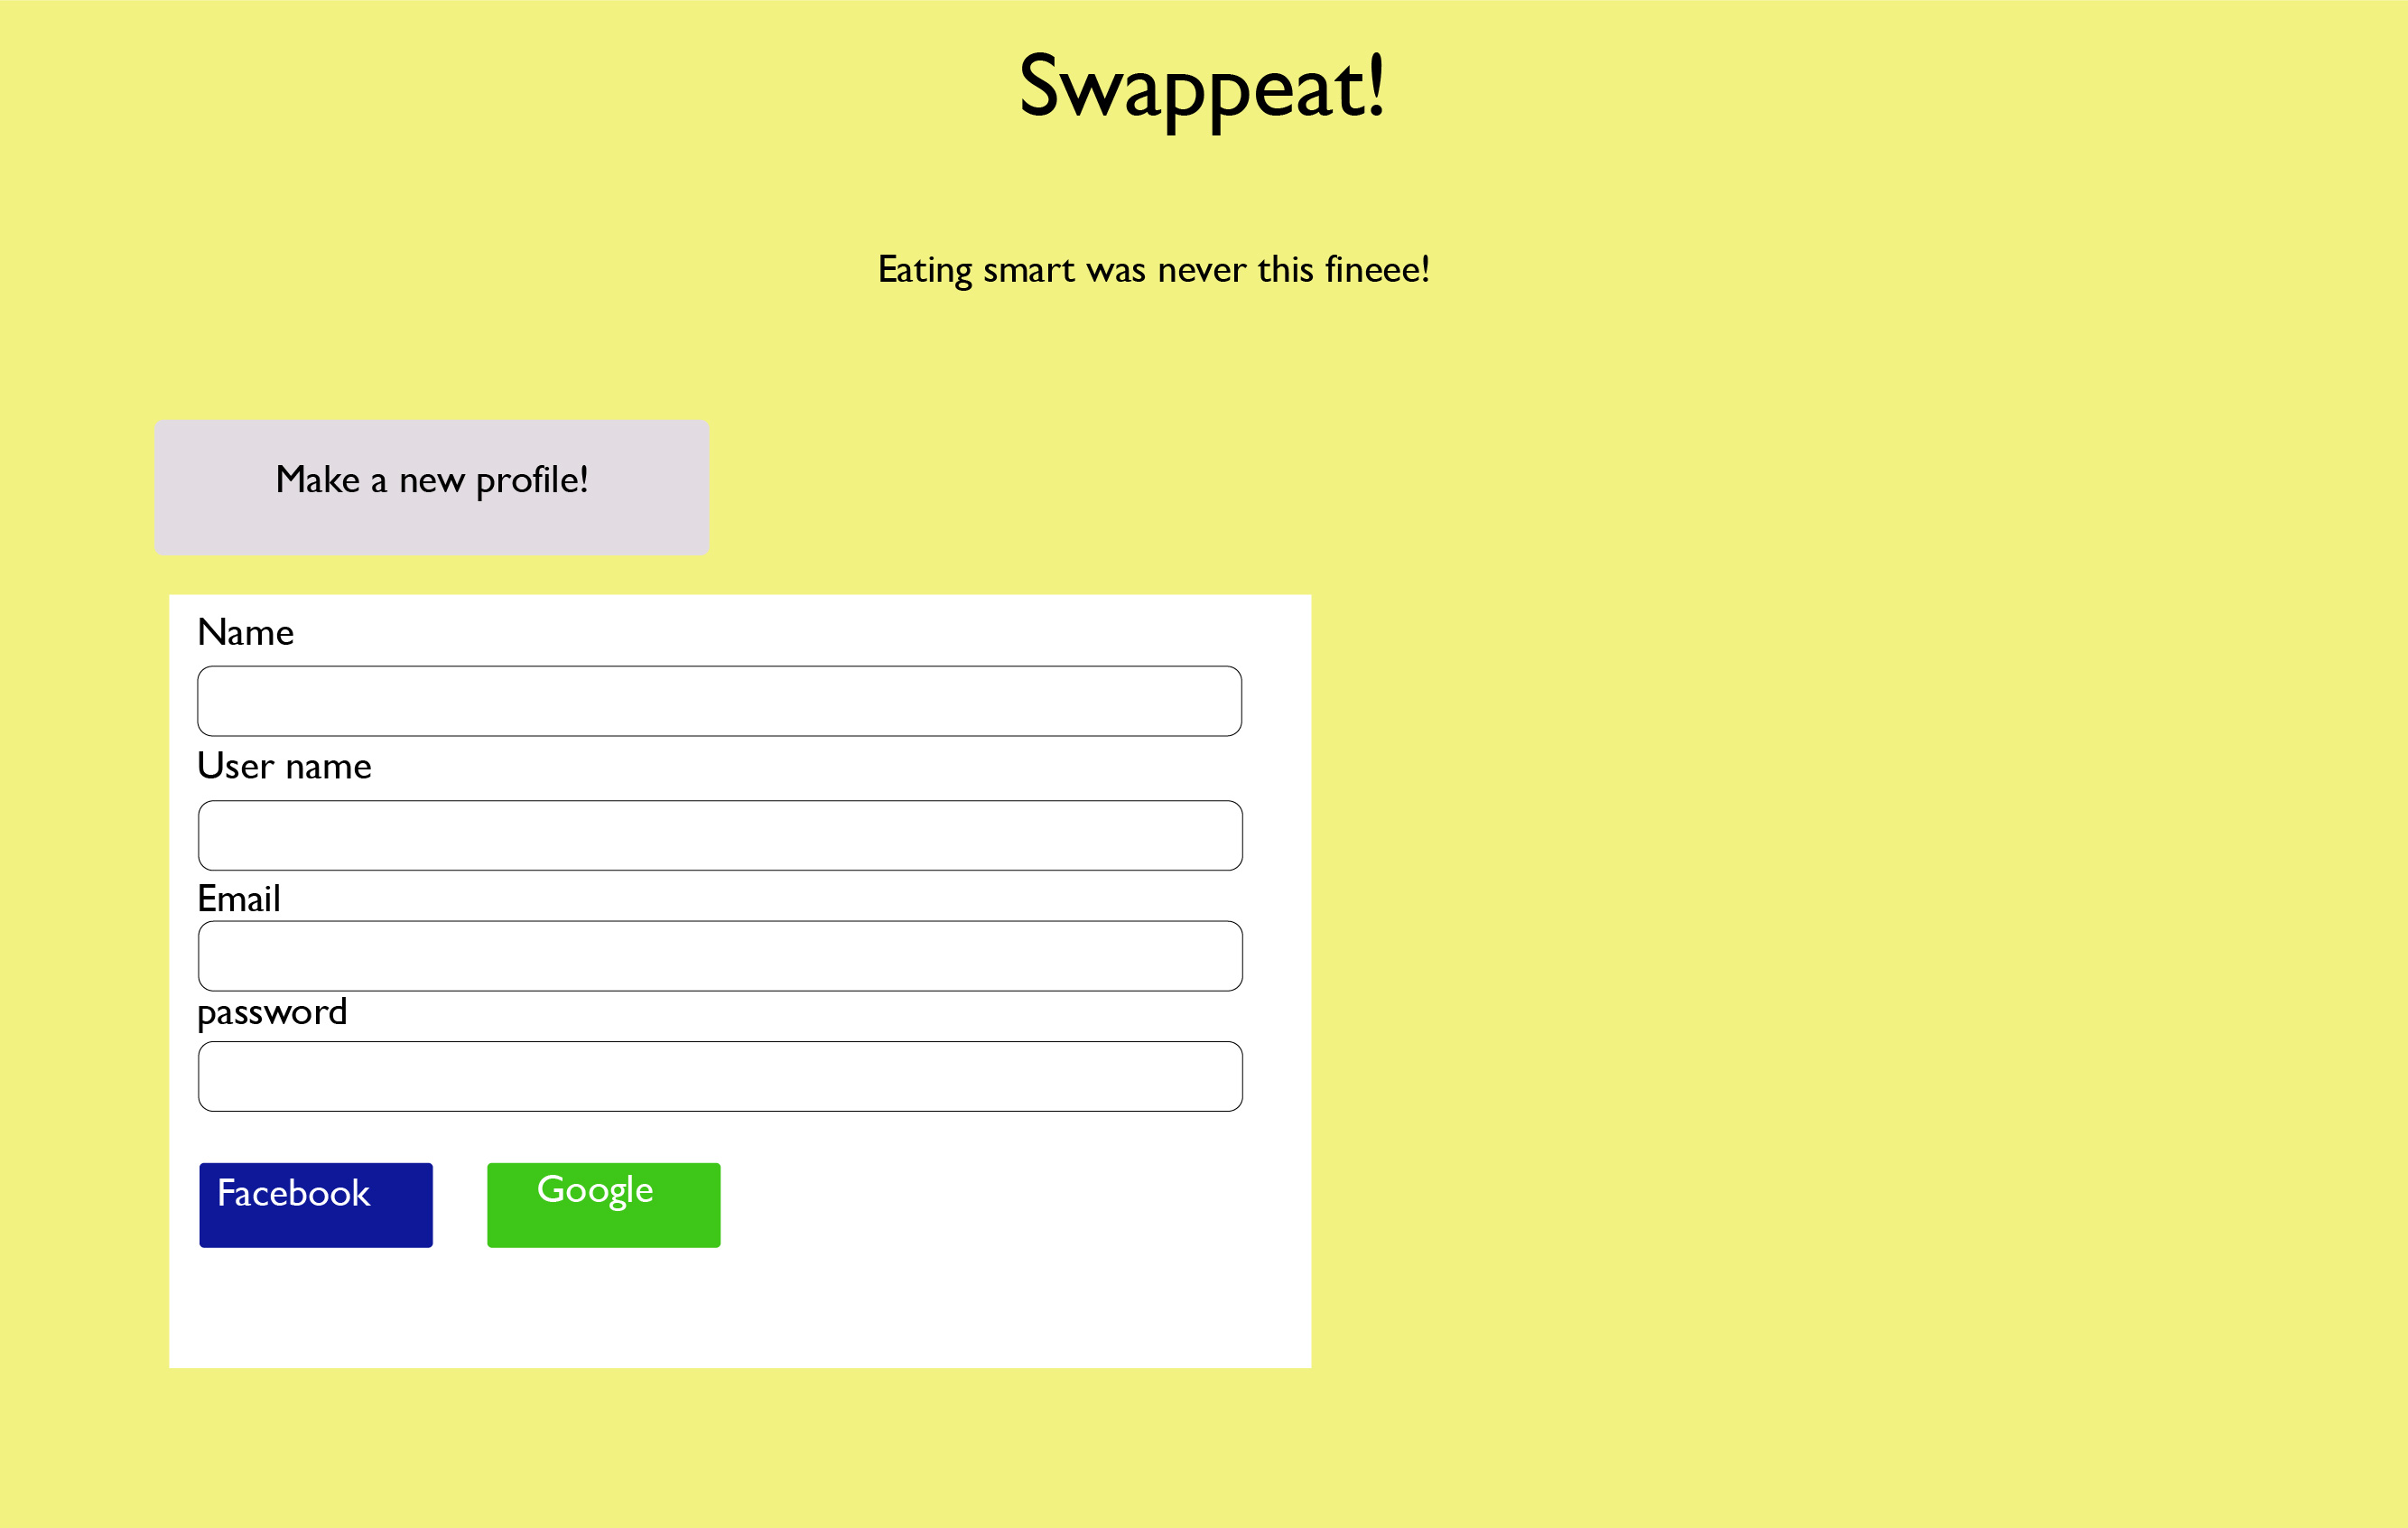 Swappeat!
Eating smart was never this fineee!
Make a new profile!
Name
User name
Email
password
Facebook
Google